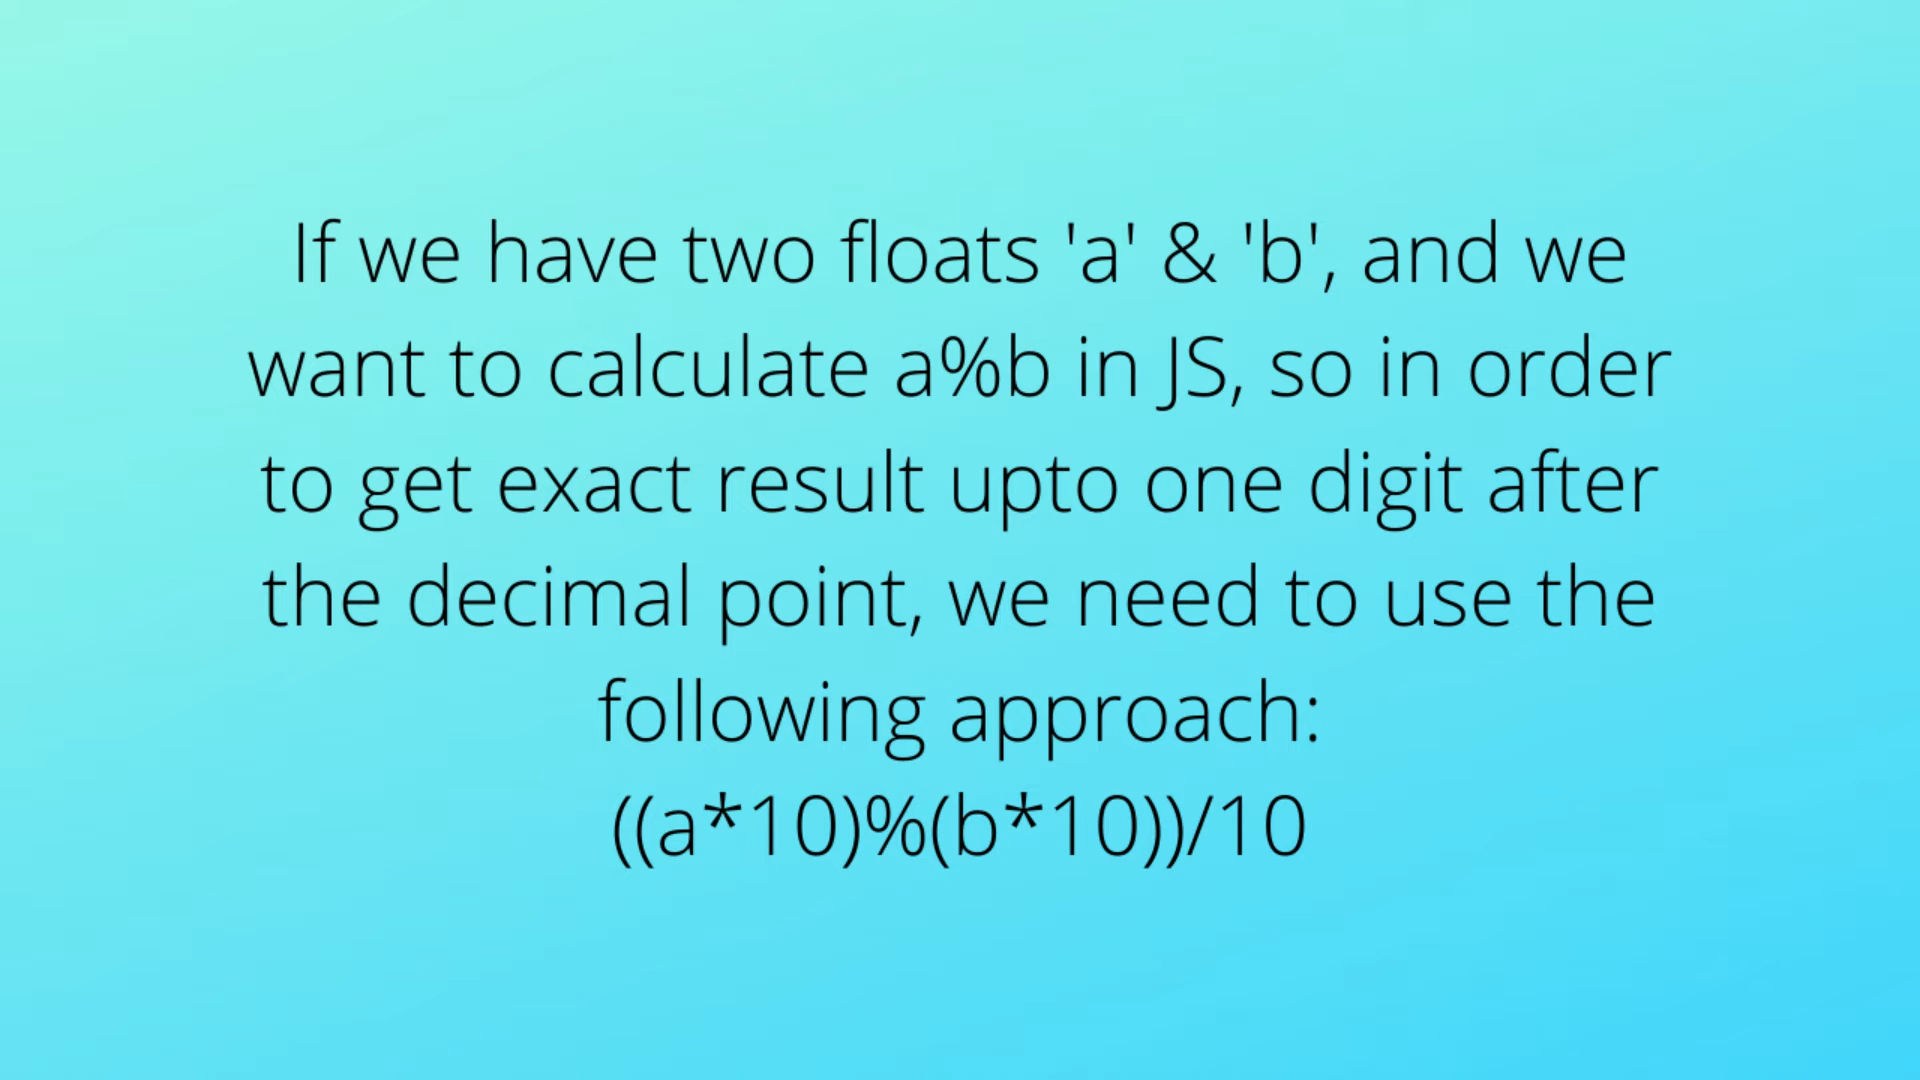 If we have two floats 'a' & 'b', and we
want to calculate a%b in JS, so in order
to get exact result upto one digit after
the decimal point, we need to use the
following approach:
((a*10)%(b*10))/10